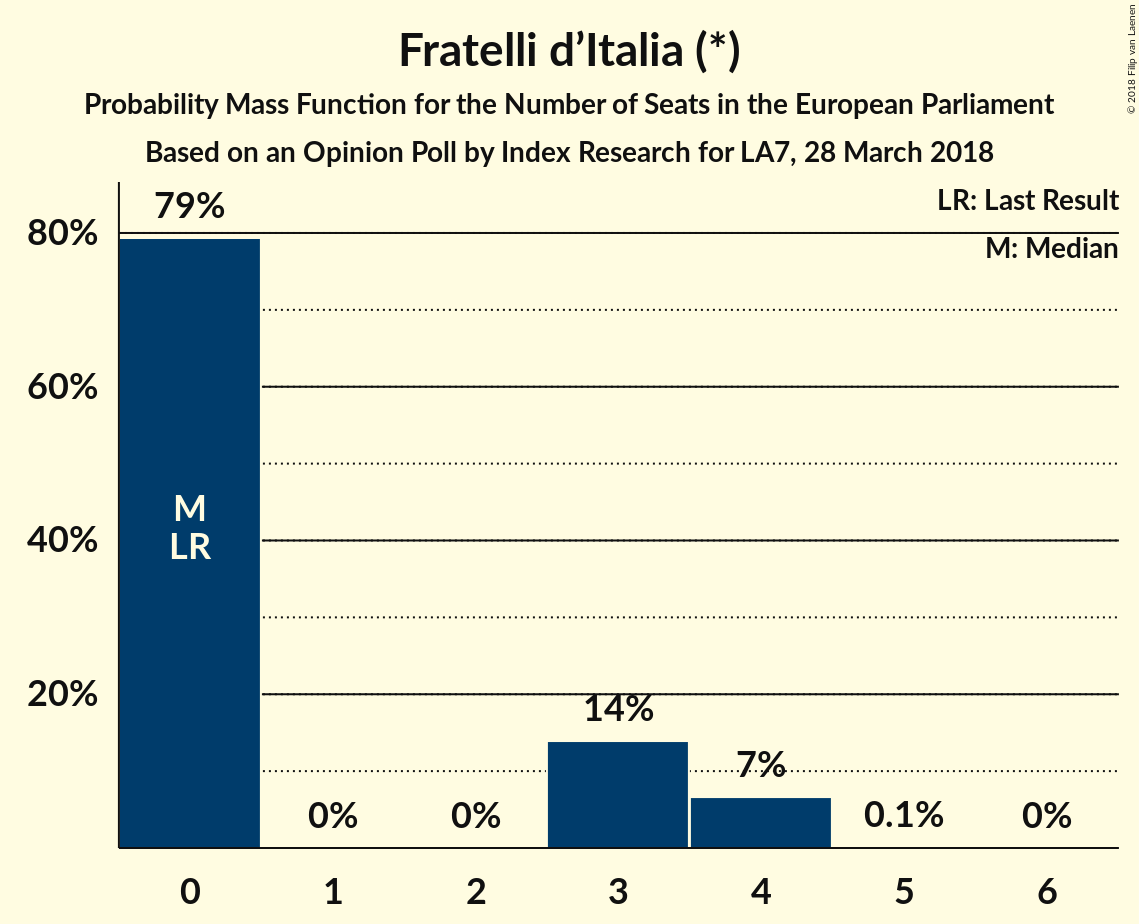 Fratelli d’Italia (*)
Probability Mass Function for the Number of Seats in the European Parliament
Based on an Opinion Poll by Index Research for LA7, 28 March 2018
© 2018 Filip van Laenen
LR: Last Result
M: Median
79%
80%
60%
40%
20%
M
LR
0%
0%
14%
7%
0.1%
0%
0 1 2 3 4 5 6